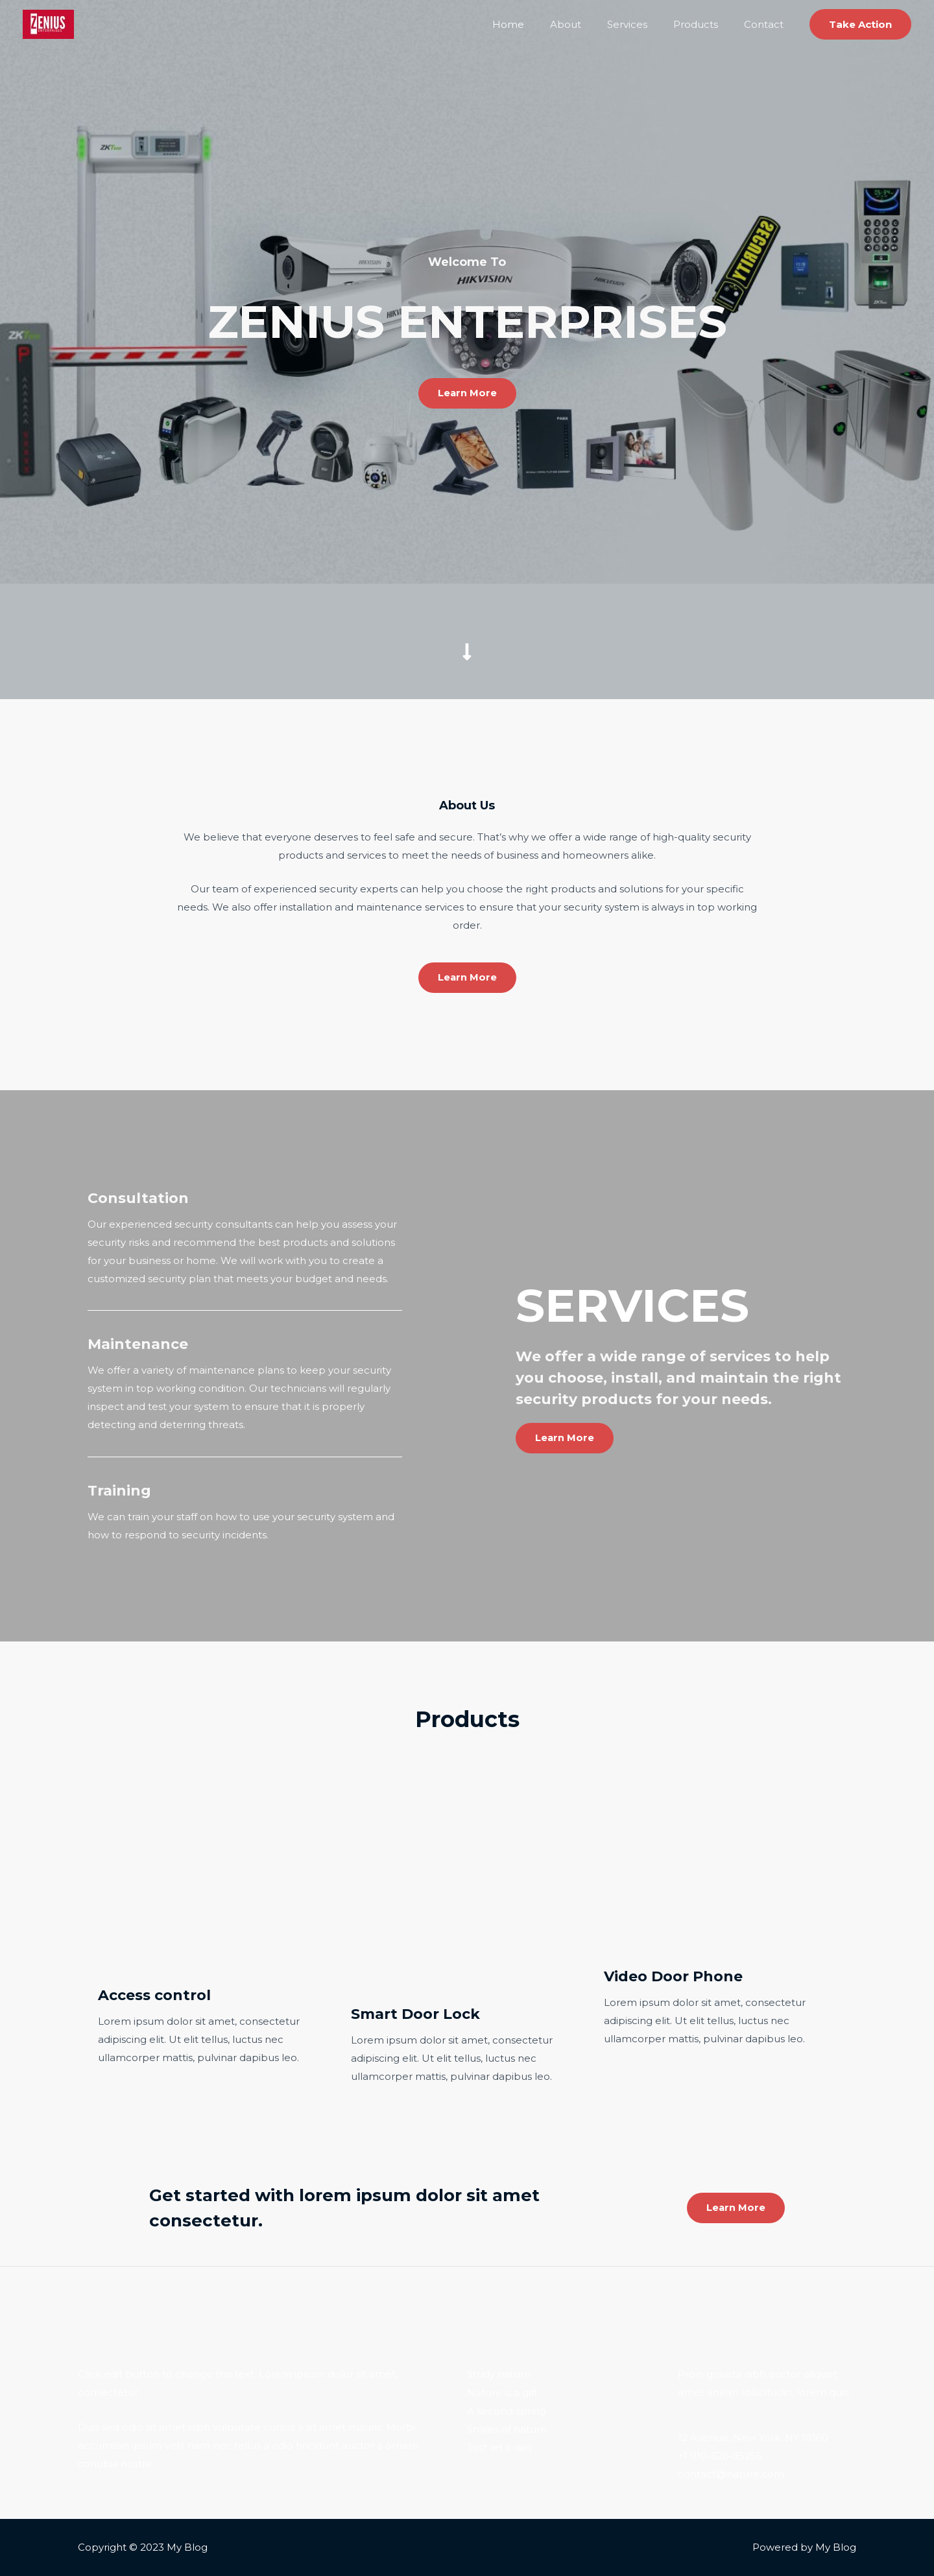 ZENIUS
Home
About
Services
Products
Contact
Take Action
ZKTeco
ZKTeco
P
HIKVISION
SECURITY
Welcome To
ZENIUS ENTERPRISES
Learn More
About Us
We believe that everyone deserves to feel safe and secure. That's why we offer a wide range of high-quality security
products and services to meet the needs of business and homeowners alike.
Our team of experienced security experts can help you choose the right products and solutions for your specific
needs. We also offer installation and maintenance services to ensure that your security system is always in top working
order.
Learn More
Consultation
Our experienced security consultants can help you assess your
security risks and recommend the best products and solutions
for your business or home. We will work with you to create a
customized security plan that meets your budget and needs.
Maintenance
We offer a variety of maintenance plans to keep your security
system in top working condition. Our technicians will regularly
inspect and test your system to ensure that it is properly
detecting and deterring threats.
Training
We can train your staff on how to use your security system and
how to respond to security incidents.
SERVICES
We offer a wide range of services to help
you choose, install, and maintain the right
security products for your needs.
Learn More
Products
Access control
Lorem ipsum dolor sit amet, consectetur
adipiscing elit. Ut elit tellus, luctus nec
ullamcorper mattis, pulvinar dapibus leo.
Smart Door Lock
Lorem ipsum dolor sit amet, consectetur
adipiscing elit. Ut elit tellus, luctus nec
ullamcorper mattis, pulvinar dapibus leo.
Video Door Phone
Lorem ipsum dolor sit amet, consectetur
adipiscing elit. Ut elit tellus, luctus nec
ullamcorper mattis, pulvinar dapibus leo.
Get started with lorem ipsum dolor sit amet
consectetur.
Learn More
Copyright © 2023 My Blog
Powered by My Blog